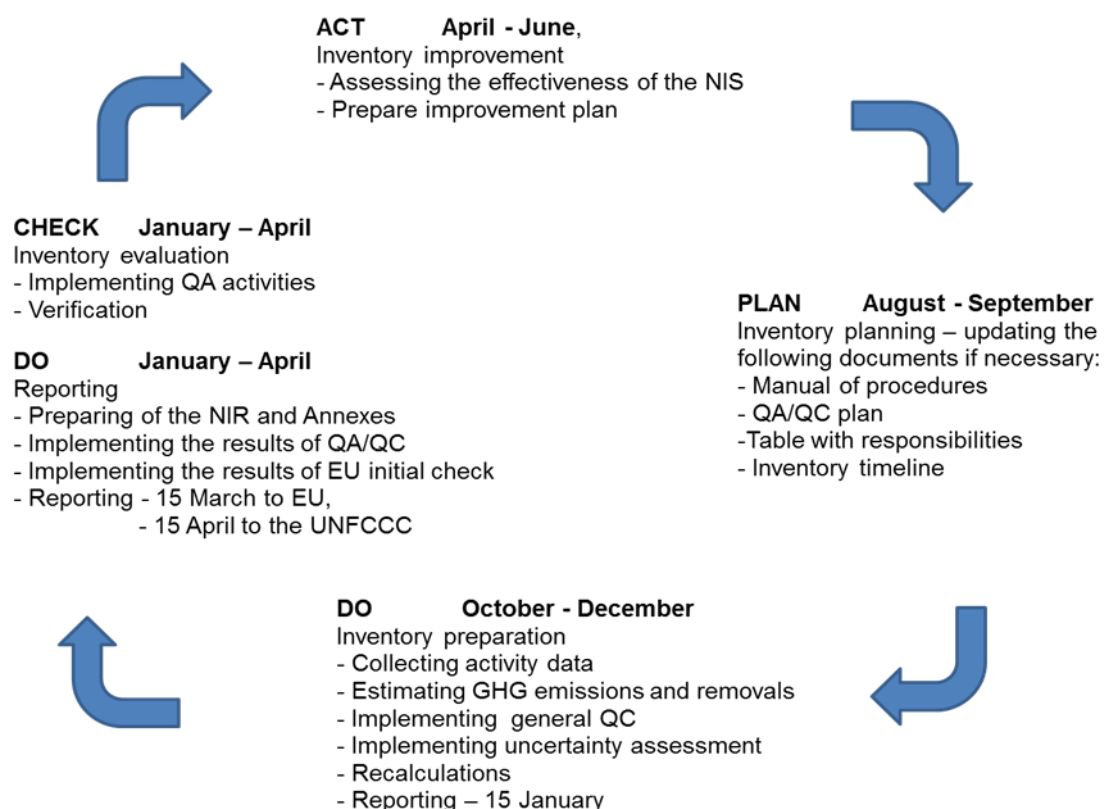 ACT April - June,
Inventory improvement
- Assessing the effectiveness of the NIS
- Prepare improvement plan
PLAN August - September
Inventory planning – updating the
following documents if necessary:
- Manual of procedures
- QA/QC plan
-Table with responsibilities
- Inventory timeline
DO October - December
Inventory preparation
- Collecting activity data
- Estimating GHG emissions and removals
- Implementing general QC
- Implementing uncertainty assessment
- Recalculations
- Reporting – 15 January
CHECK January – April
Inventory evaluation
- Implementing QA activities
- Verification
DO January – April
Reporting
- Preparing of the NIR and Annexes
- Implementing the results of QA/QC
- Implementing the results of EU initial check
- Reporting - 15 March to EU,
- 15 April to the UNFCCC